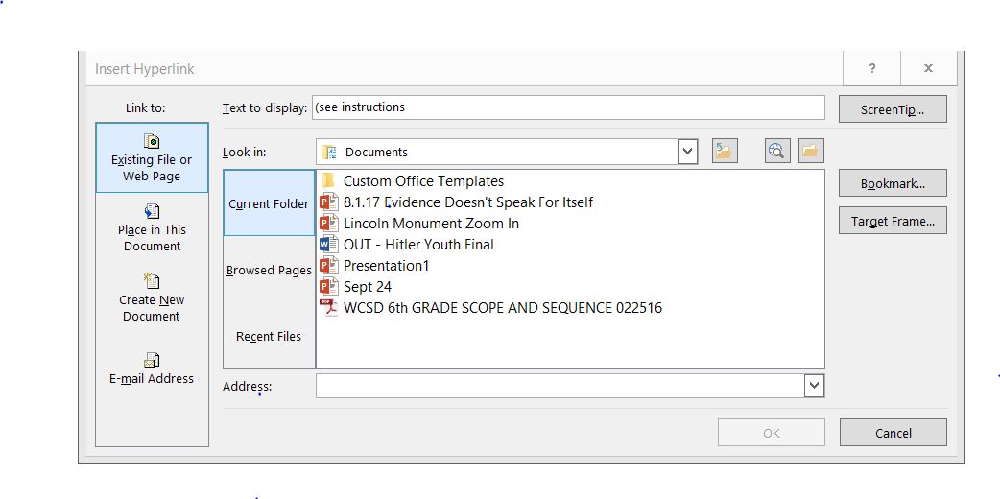 Insert Hyperlink
?
x
Link to:
Text to display:
(see instructions
ScreenTip...
Existing File or
Web Page
Look in:
Documents
Current Folder
Custom Office Templates
8.1.17 Evidence Doesn't Speak For Itself
Lincoln Monument Zoom In
OUT - Hitler Youth Final
Presentation1
Sept 24
WCSD 6th GRADE SCOPE AND SEQUENCE 022516
Bookmark...
Target Frame...
Place in This
Document
Browsed Pages
Create New
Document
Recent Files
E-mail Address
Address:
OK
Cancel